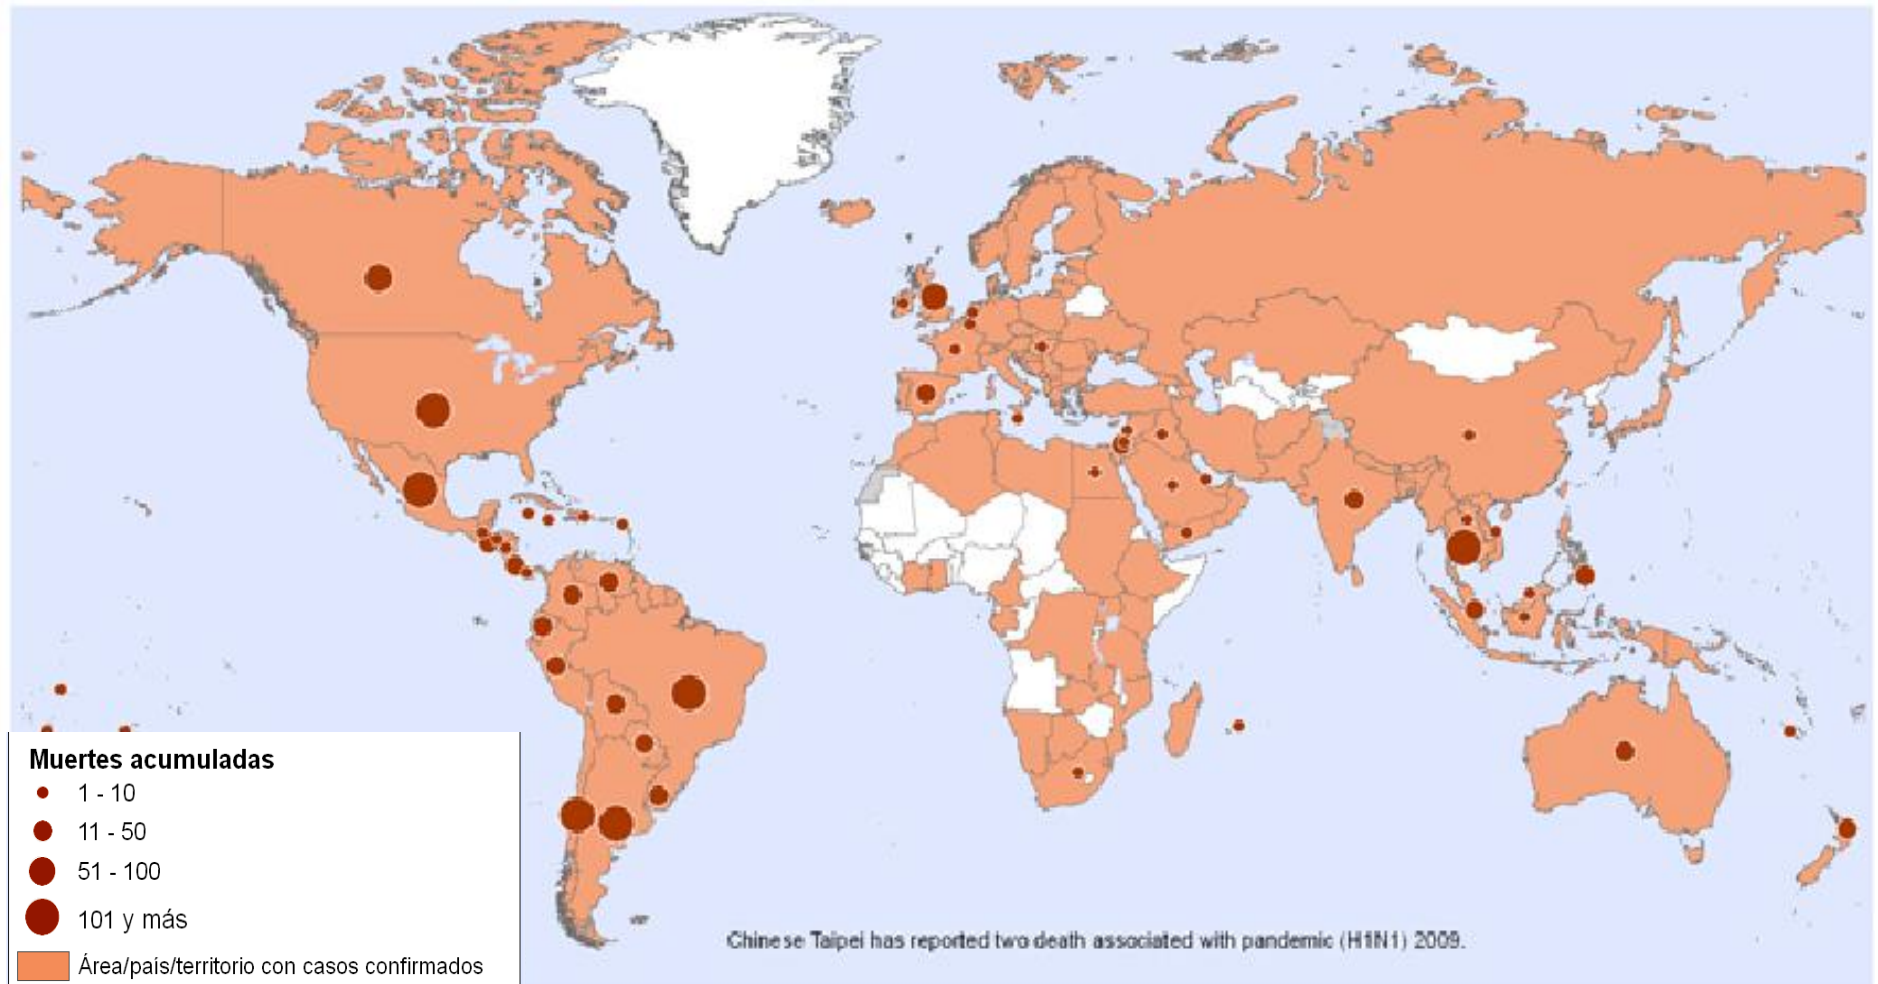 Muertes acumuladas
1 - 10
11 - 50
51 - 100
101 y más
Área/país/territorio con casos confirmados
Chinese Taipei has reported two death associated with pandemic (H1N1) 2009.